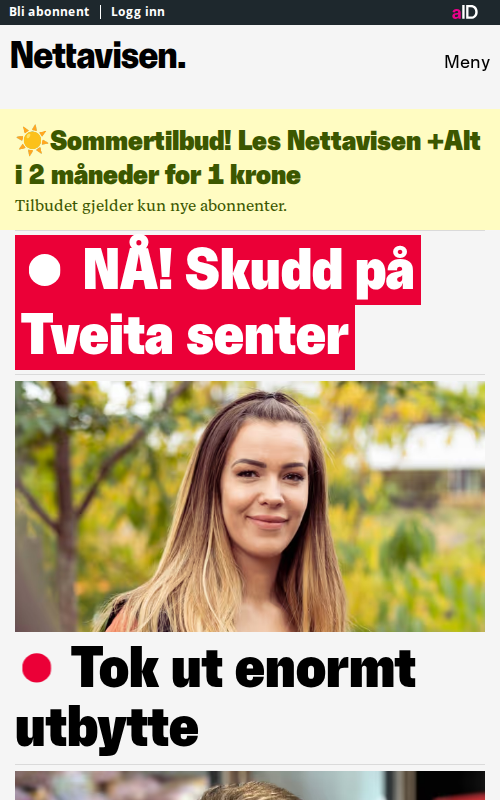 Bli abonnent | Logg inn
aID
Nettavisen.
Meny
☀️Sommertilbud! Les Nettavisen +Alt
i 2 måneder for 1 krone
Tilbudet gjelder kun nye abonnenter.
● NÅ! Skudd på
Tveita senter
● Tok ut enormt
utbytte